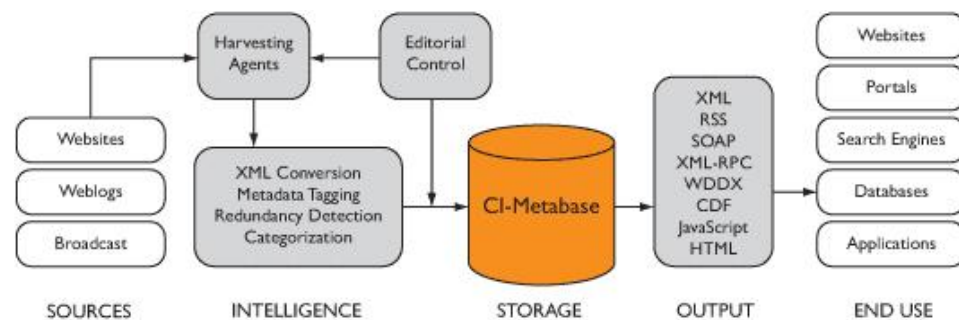 Harvesting
Agents
Editorial
Control
Websites
Weblogs
Broadcast
XML Conversion
Metadata Tagging
Redundancy Detection
Categorization
CI-Metabase
XML
RSS
SOAP
XML-RPC
WDDX
CDF
JavaScript
HTML
Websites
Portals
Search Engines
Databases
Applications
SOURCES
INTELLIGENCE
STORAGE
OUTPUT
END USE